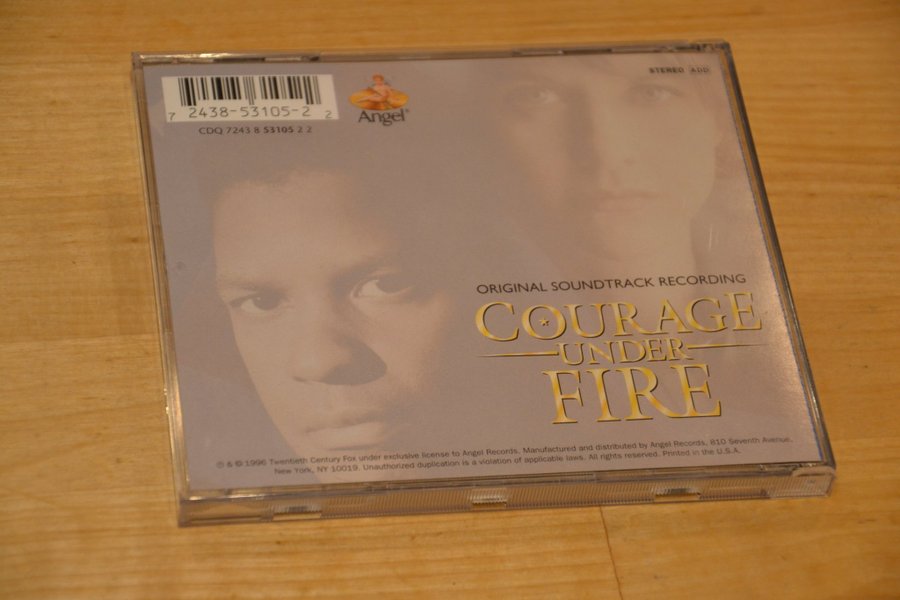 STEREO ADD
7 2438-53105-2 2
Angel®
CDQ 7243 8 53105 2 2
ORIGINAL SOUNDTRACK RECORDING
COURAGE
UNDER
FIRE
℗ & © 1996 Twentieth Century Fox under exclusive license to Angel Records. Manufactured and distributed by Angel Records, 810 Seventh Avenue,
New York, NY 10019. Unauthorized duplication is a violation of applicable laws. All rights reserved. Printed in the U.S.A.